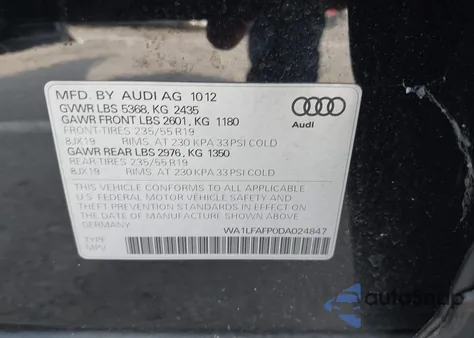 MFD. BY AUDI AG 1012
GVWR LBS 5368, KG 2435
GAWR FRONT LBS 2601, KG 1180
FRONT-TIRES 235/55 R19
8JX19 RIMS. AT 230 KPA 33 PSI COLD
GAWR REAR LBS 2976, KG 1350
REAR-TIRES 235/55 R19
8JX19 RIMS. AT 230 KPA 33 PSI COLD
Audi
THIS VEHICLE CONFORMS TO ALL APPLICABLE
U.S. FEDERAL MOTOR VEHICLE SAFETY AND
THEFT PREVENTION STANDARDS IN EFFECT ON
THE DATE OF MANUFACTURE SHOWN ABOVE.
GERMANY
WA1LFAFP0DA024847
TYPE
MPV
autoSnap